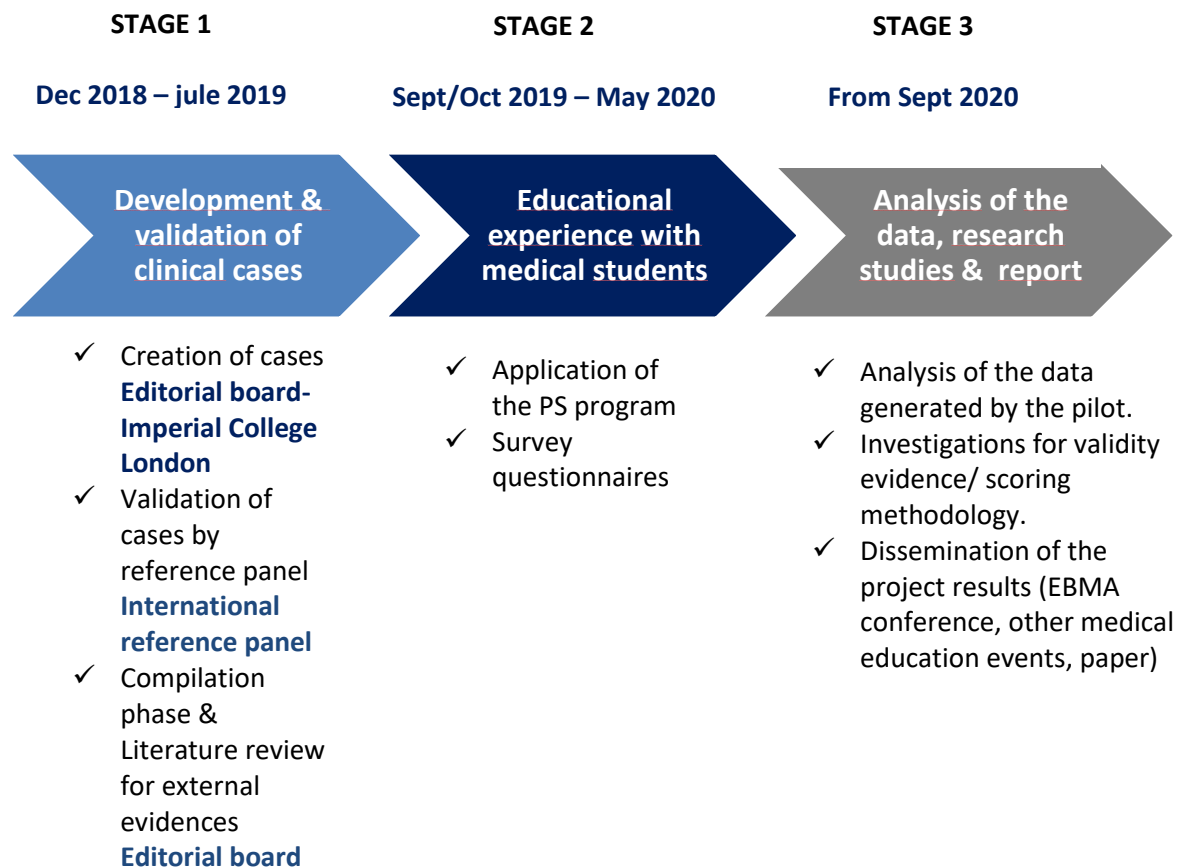 STAGE 1
STAGE 2
STAGE 3
Dec 2018 – jule 2019
Sept/Oct 2019 – May 2020
From Sept 2020
Development &
validation of
clinical cases
Educational
experience with
medical students
Analysis of the
data, research
studies & report
✓ Creation of cases
Editorial board-
Imperial College
London
✓ Validation of
cases by
reference panel
International
reference panel
✓ Compilation
phase &
Literature review
for external
evidences
Editorial board
✓ Application of
the PS program
✓ Survey
questionnaires
✓ Analysis of the data
generated by the pilot.
✓ Investigations for validity
evidence/ scoring
methodology.
✓ Dissemination of the
project results (EBMA
conference, other medical
education events, paper)